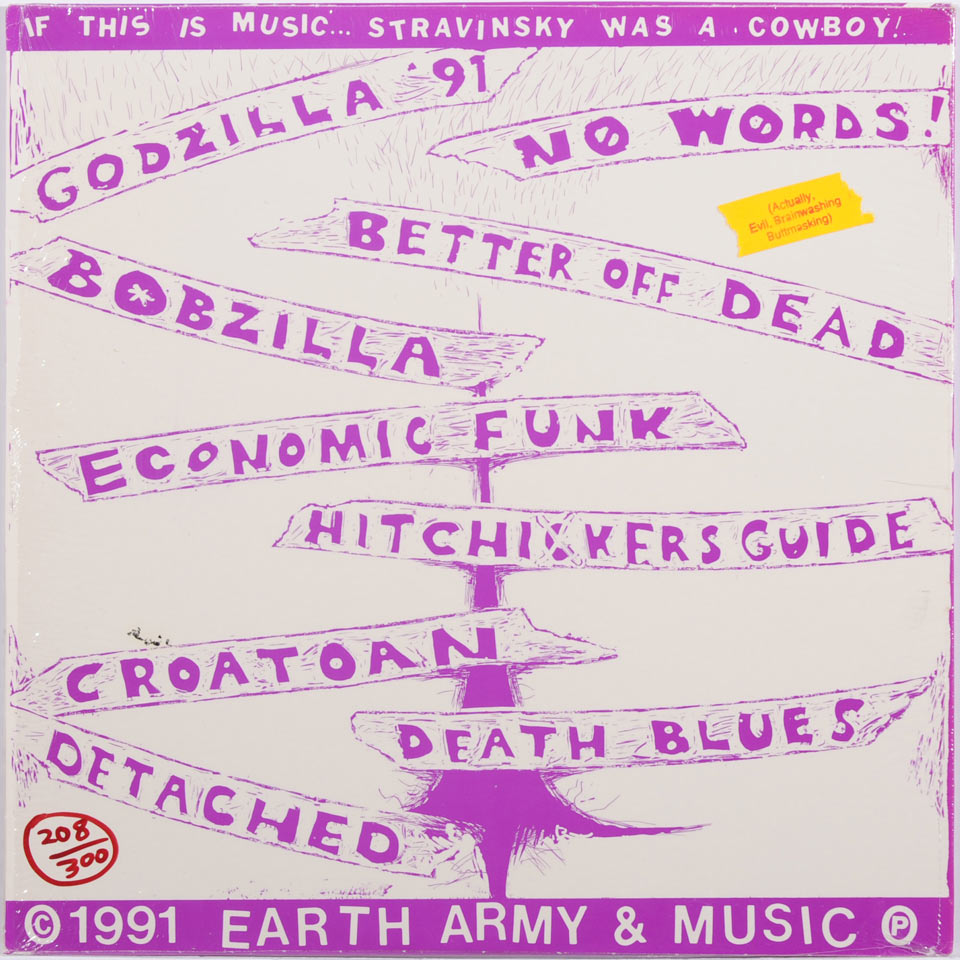 IF THIS IS MUSIC... STRAVINSKY WAS A COWBOY!
GODZILLA '91
NO WORDS!
(Actually,
Evil, Brainwashing
Buttmasking)
BETTER OFF DEAD
BOBZILLA
ECONOMIC FUNK
HITCHIKERS GUIDE
CROATOAN
DEATH BLUES
DETACHED
208/300
©1991 EARTH ARMY & MUSIC ℗